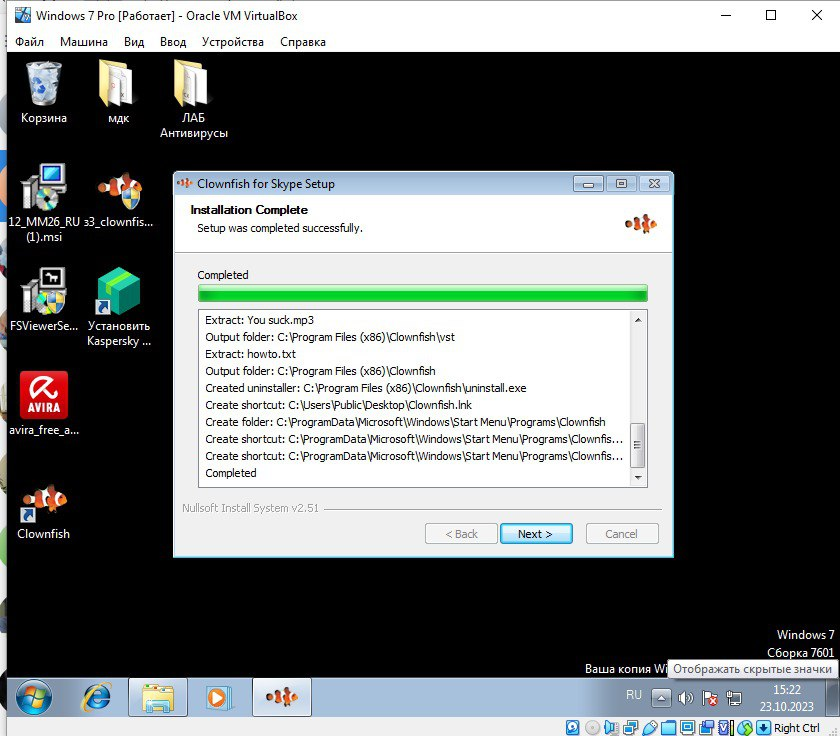 Windows 7 Pro [Работает] - Oracle VM VirtualBox
Файл Машина Вид Ввод Устройства Справка
Корзина
мдк
ЛАБ
Антивирусы
12_MM26_RU
(1).msi
з3_clownfis...
FSViewerSe...
Установить
Kaspersky ...
AVIRA
avira_free_a...
Clownfish
Clownfish for Skype Setup
Installation Complete
Setup was completed successfully.
Completed
Extract: You suck.mp3
Output folder: C:\Program Files (x86)\Clownfish\vst
Extract: howto.txt
Output folder: C:\Program Files (x86)\Clownfish
Created uninstaller: C:\Program Files (x86)\Clownfish\uninstall.exe
Create shortcut: C:\Users\Public\Desktop\Clownfish.lnk
Create folder: C:\ProgramData\Microsoft\Windows\Start Menu\Programs\Clownfish
Create shortcut: C:\ProgramData\Microsoft\Windows\Start Menu\Programs\Clownfis...
Create shortcut: C:\ProgramData\Microsoft\Windows\Start Menu\Programs\Clownfis...
Completed
Nullsoft Install System v2.51
< Back Next > Cancel
Windows 7
Сборка 7601
Ваша копия Wi
Отображать скрытые значки
RU
15:22
23.10.2023
Right Ctrl